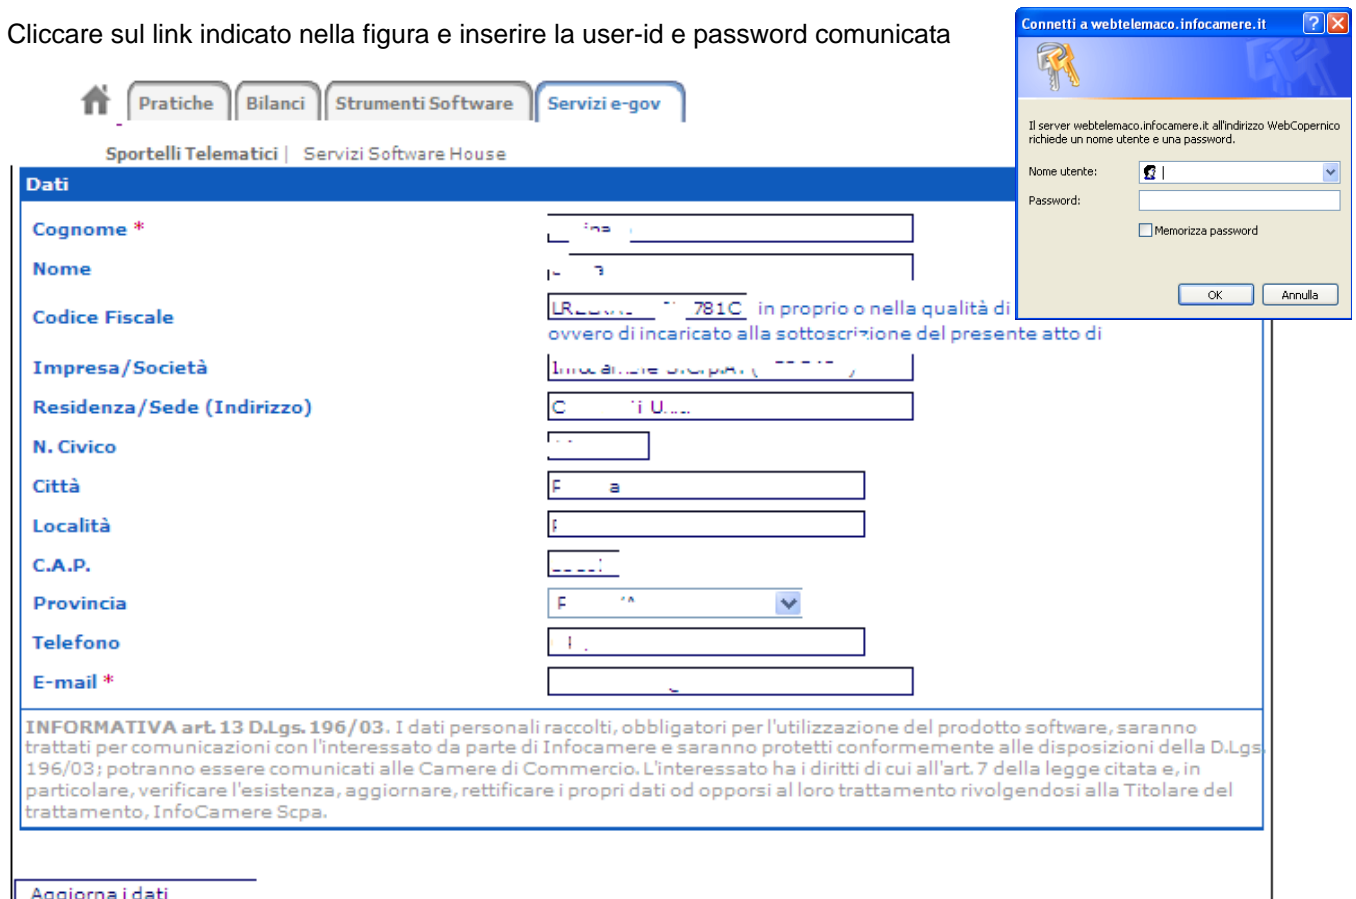 Cliccare sul link indicato nella figura e inserire la user-id e password comunicata
Connetti a webtelemaco.infocamere.it
Il server webtelemaco.infocamere.it all'indirizzo WebCopernico
richiede un nome utente e una password.
Nome utente:
Password:
Memorizza password
OK Annulla
Pratiche Bilanci Strumenti Software Servizi e-gov
Sportelli Telematici | Servizi Software House
Dati
Cognome *
Nome
Codice Fiscale 781C in proprio o nella qualità di
ovvero di incaricato alla sottoscrizione del presente atto di
Impresa/Società
Residenza/Sede (Indirizzo)
N. Civico
Città
Località
C.A.P.
Provincia
Telefono
E-mail *
INFORMATIVA art. 13 D.Lgs. 196/03. I dati personali raccolti, obbligatori per l'utilizzazione del prodotto software, saranno
trattati per comunicazioni con l'interessato da parte di Infocamere e saranno protetti conformemente alle disposizioni della D.Lgs.
196/03; potranno essere comunicati alle Camere di Commercio. L'interessato ha i diritti di cui all'art. 7 della legge citata e, in
particolare, verificare l'esistenza, aggiornare, rettificare i propri dati od opporsi al loro trattamento rivolgendosi alla Titolare del
trattamento, InfoCamere Scpa.
Aggiorna i dati